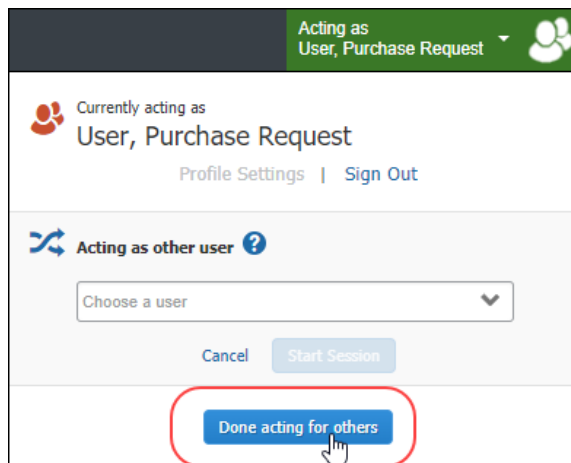 Acting as
User, Purchase Request
Currently acting as
User, Purchase Request
Profile Settings | Sign Out
Acting as other user ?
Choose a user
Cancel Start Session
Done acting for others